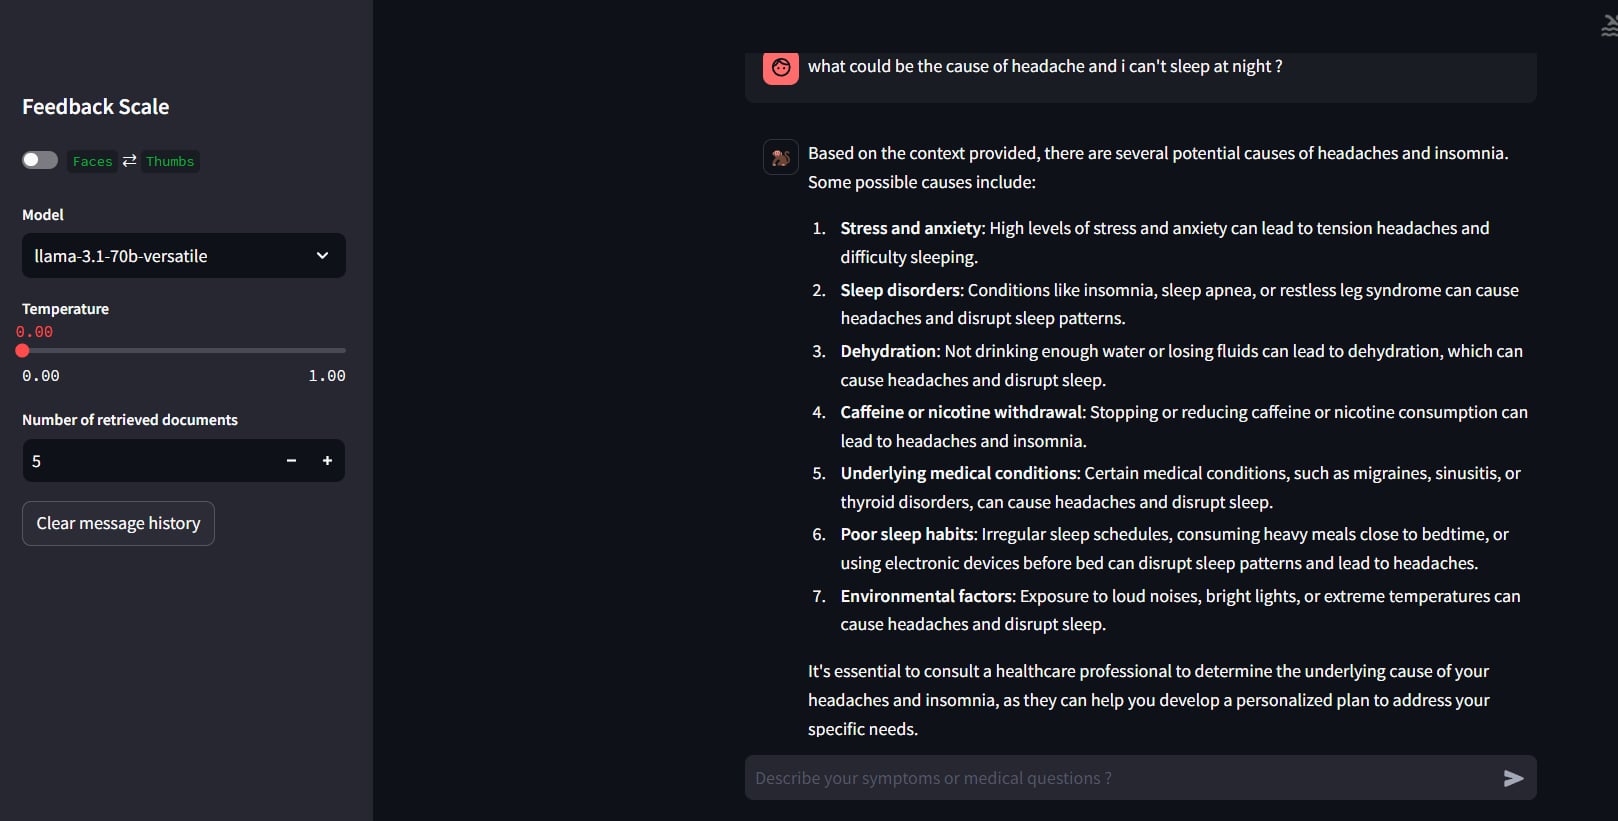 Feedback Scale
Faces ⇄ Thumbs
Model
llama-3.1-70b-versatile
Temperature
0.00
0.00 1.00
Number of retrieved documents
5 − +
Clear message history
what could be the cause of headache and i can't sleep at night ?
Based on the context provided, there are several potential causes of headaches and insomnia.
Some possible causes include:
1. Stress and anxiety: High levels of stress and anxiety can lead to tension headaches and
difficulty sleeping.
2. Sleep disorders: Conditions like insomnia, sleep apnea, or restless leg syndrome can cause
headaches and disrupt sleep patterns.
3. Dehydration: Not drinking enough water or losing fluids can lead to dehydration, which can
cause headaches and disrupt sleep.
4. Caffeine or nicotine withdrawal: Stopping or reducing caffeine or nicotine consumption can
lead to headaches and insomnia.
5. Underlying medical conditions: Certain medical conditions, such as migraines, sinusitis, or
thyroid disorders, can cause headaches and disrupt sleep.
6. Poor sleep habits: Irregular sleep schedules, consuming heavy meals close to bedtime, or
using electronic devices before bed can disrupt sleep patterns and lead to headaches.
7. Environmental factors: Exposure to loud noises, bright lights, or extreme temperatures can
cause headaches and disrupt sleep.
It's essential to consult a healthcare professional to determine the underlying cause of your
headaches and insomnia, as they can help you develop a personalized plan to address your
specific needs.
Describe your symptoms or medical questions ?